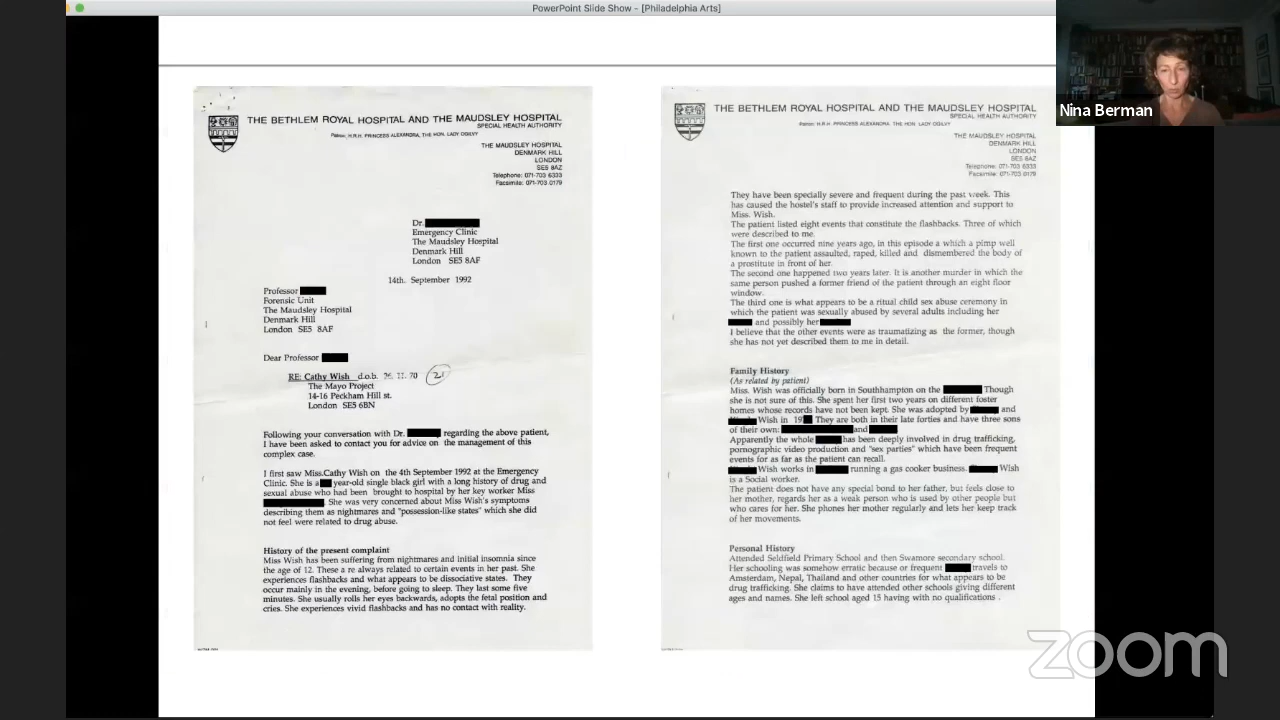 PowerPoint Slide Show - [Philadelphia Arts]
Nina Berman
THE BETHLEM ROYAL HOSPITAL AND THE MAUDSLEY HOSPITAL
SPECIAL HEALTH AUTHORITY
Patron: H.R.H. PRINCESS ALEXANDRA, THE HON. LADY OGILVY
THE MAUDSLEY HOSPITAL
DENMARK HILL
LONDON
SE5 8AZ
Telephone: 071-703 6333
Facsimile: 071-703 0179
Dr.
Emergency Clinic
The Maudsley Hospital
Denmark Hill
London SE5 8AF
14th. September 1992
Professor
Forensic Unit
The Maudsley Hospital
Denmark Hill
London SE5 8AF
Dear Professor
RE: Cathy Wish d.o.b. 70 21
The Mayo Project
14-16 Peckham Hill st.
London SE5 6BN
Following your conversation with Dr. regarding the above patient,
I have been asked to contact you for advice on the management of this
complex case.
I first saw Miss.Cathy Wish on the 4th September 1992 at the Emergency
Clinic. She is a year-old single black girl with a long history of drug and
sexual abuse who had been brought to hospital by her key worker Miss
. She was very concerned about Miss Wish's symptoms
describing them as nightmares and "possession-like states" which she did
not feel were related to drug abuse.
History of the present complaint
Miss Wish has been suffering from nightmares and initial insomnia since
the age of 12. These a re always related to certain events in her past. She
experiences flashbacks and what appears to be dissociative states. They
occur mainly in the evening, before going to sleep. They last some five
minutes. She usually rolls her eyes backwards, adopts the fetal position and
cries. She experiences vivid flashbacks and has no contact with reality.
THE BETHLEM ROYAL HOSPITAL AND THE MAUDSLEY HOSPITAL
SPECIAL HEALTH AUTHORITY
Patron: H.R.H. PRINCESS ALEXANDRA, THE HON. LADY OGILVY
THE MAUDSLEY HOSPITAL
DENMARK HILL
LONDON
SE5 8AZ
Telephone: 071-703 6333
Facsimile: 071-703 0179
They have been specially severe and frequent during the past week. This
has caused the hostel's staff to provide increased attention and support to
Miss. Wish.
The patient listed eight events that constitute the flashbacks. Three of which
were described to me.
The first one occurred nine years ago, in this episode a which a pimp well
known to the patient assaulted, raped, killed and dismembered the body of
a prostitute in front of her.
The second one happened two years later. It is another murder in which the
same person pushed a former friend of the patient through an eight floor
window.
The third one is what appears to be a ritual child sex abuse ceremony in
which the patient was sexually abused by several adults including her
and possibly her
I believe that the other events were as traumatizing as the former, though
she has not yet described them to me in detail.
Family History
(As related by patient)
Miss. Wish was officially born in Southhampton on the Though
she is not sure of this. She spent her first two years on different foster
homes whose records have not been kept. She was adopted by and
Wish in 19 They are both in their late forties and have three sons
of their own: and .
Apparently the whole has been deeply involved in drug trafficking,
pornographic video production and "sex parties" which have been frequent
events for as far as the patient can recall.
Wish works in running a gas cooker business. Wish
is a Social worker.
The patient does not have any special bond to her father, but feels close to
her mother, regards her as a weak person who is used by other people but
who cares for her. She phones her mother regularly and lets her keep track
of her movements.
Personal History
Attended Seldfield Primary School and then Swamore secondary school.
Her schooling was somehow erratic because or frequent travels to
Amsterdam, Nepal, Thailand and other countries for what appears to be
drug trafficking. She claims to have attended other schools giving different
ages and names. She left school aged 15 having with no qualifications .
zoom